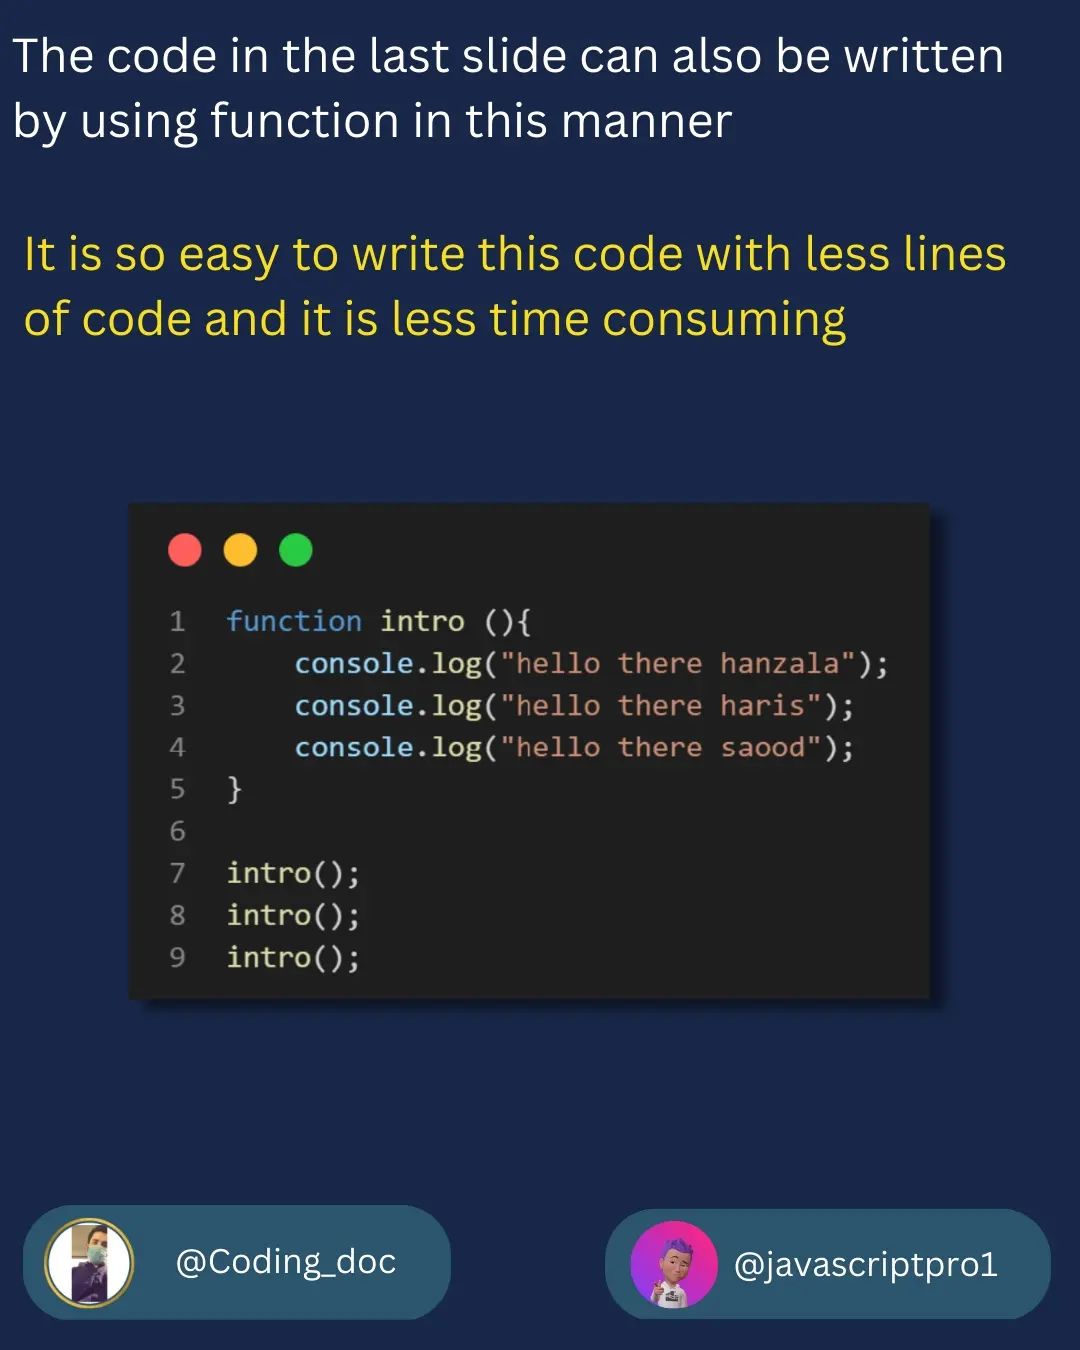 The code in the last slide can also be written
by using function in this manner
It is so easy to write this code with less lines
of code and it is less time consuming
1 function intro (){
2     console.log("hello there hanzala");
3     console.log("hello there haris");
4     console.log("hello there saood");
5 }
6
7 intro();
8 intro();
9 intro();
@Coding_doc
@javascriptpro1